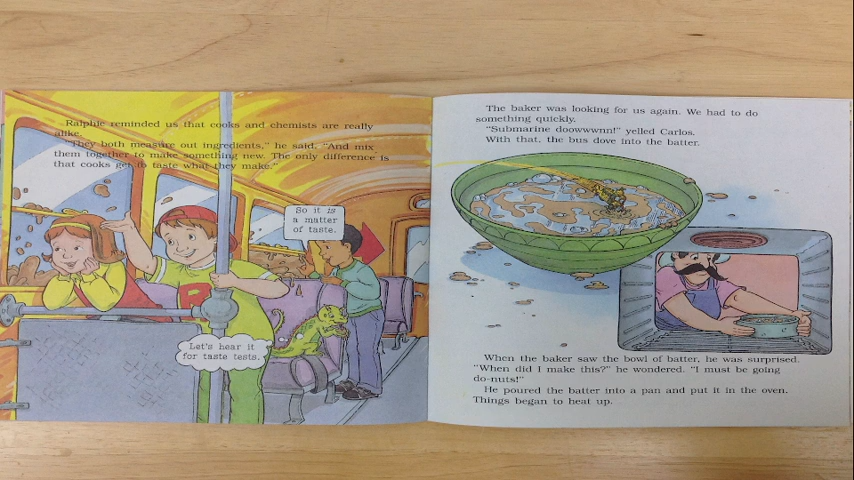 Ralphie reminded us that cooks and chemists are really
alike.
"They both measure out ingredients," he said. "And mix
them together to make something new. The only difference is
that cooks get to taste what they make."
So it is
a matter
of taste.
Let's hear it
for taste tests.
R
The baker was looking for us again. We had to do
something quickly.
"Submarine doowwwn!" yelled Carlos.
With that, the bus dove into the batter.
When the baker saw the bowl of batter, he was surprised.
"When did I make this?" he wondered. "I must be going
do-nuts!"
He poured the batter into a pan and put it in the oven.
Things began to heat up.